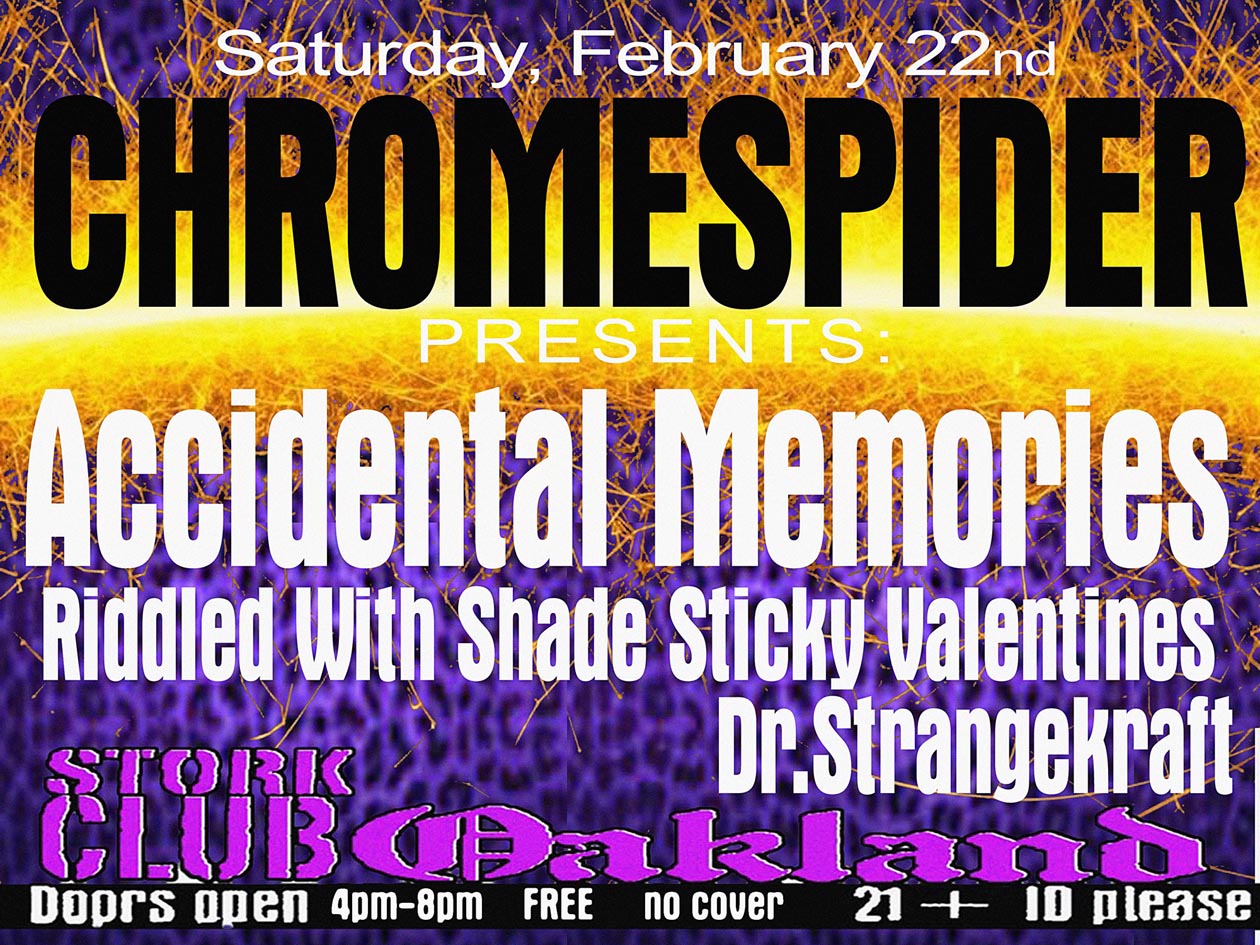 Saturday, February 22nd
CHROMESPIDER
PRESENTS:
Accidental Memories
Riddled With Shade Sticky Valentines
Dr.Strangekraft
STORK
CLUB Oakland
Doors open 4pm-8pm FREE no cover 21 + ID please